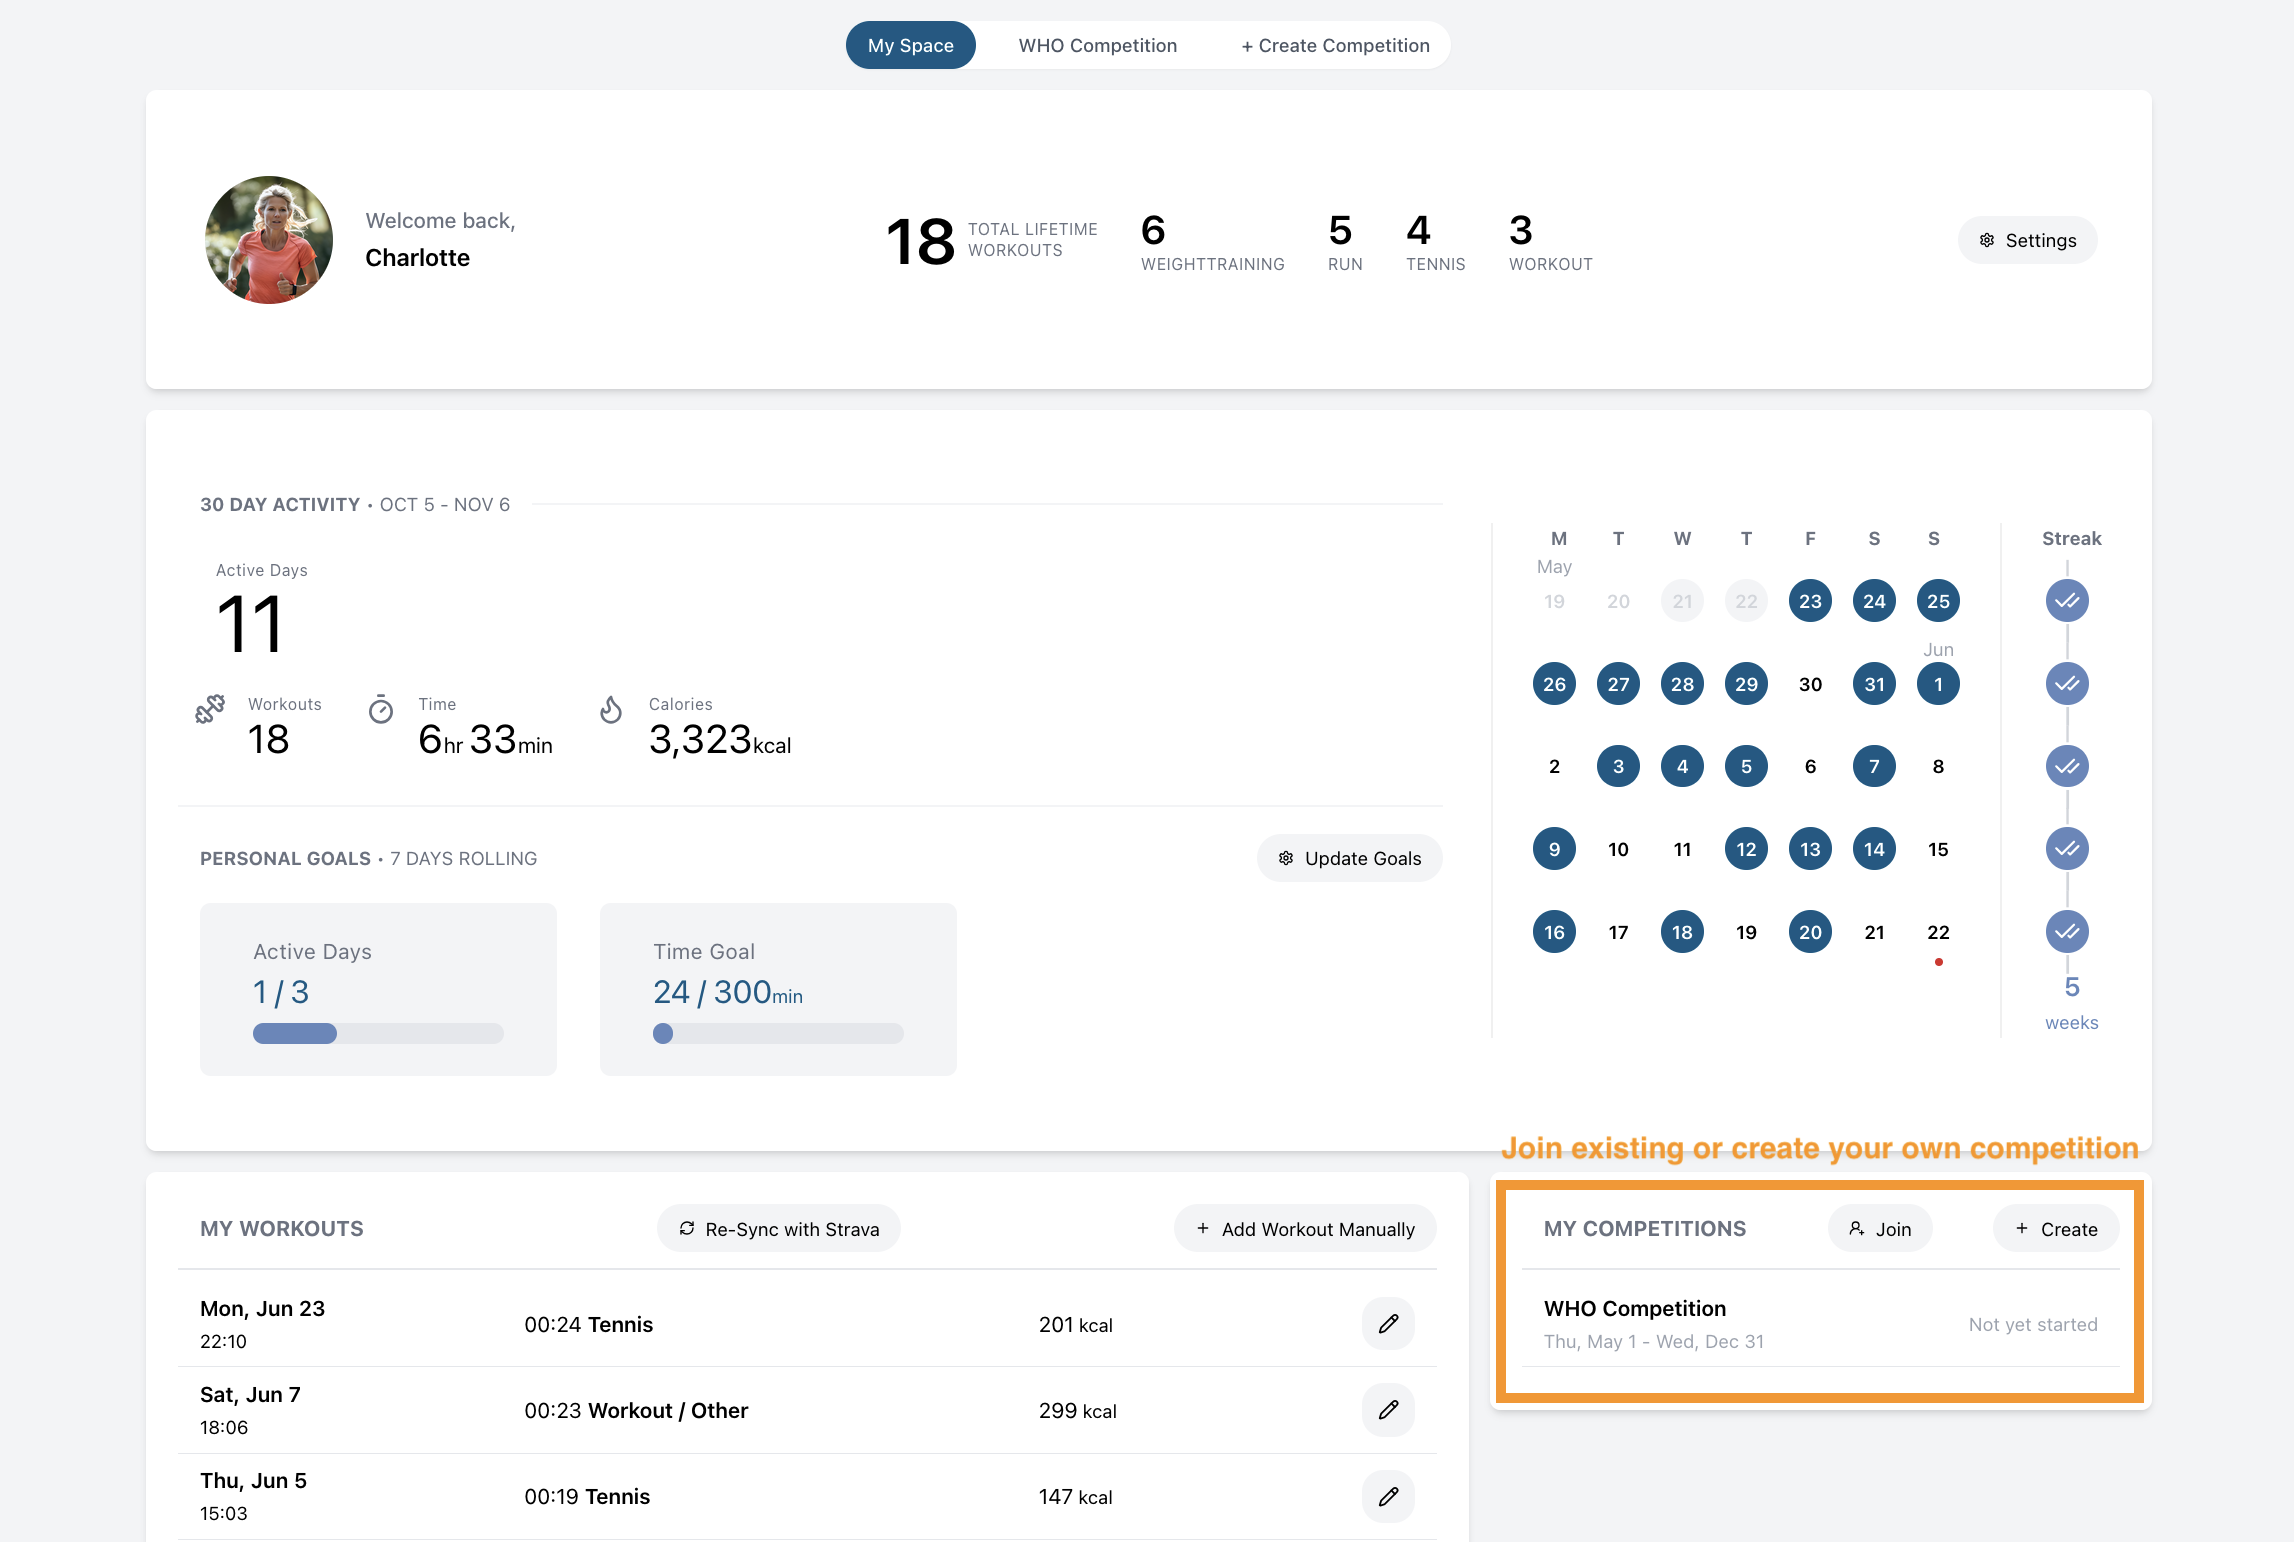 My Space WHO Competition + Create Competition
Welcome back,
Charlotte
18 TOTAL LIFETIME WORKOUTS
6 WEIGHTTRAINING
5 RUN
4 TENNIS
3 WORKOUT
Settings
30 DAY ACTIVITY • OCT 5 - NOV 6
Active Days
11
Workouts
18
Time
6hr 33min
Calories
3,323kcal
PERSONAL GOALS • 7 DAYS ROLLING
Update Goals
Active Days
1 / 3
Time Goal
24 / 300min
M T W T F S S Streak
May
19 20 21 22 23 24 25
Jun
26 27 28 29 30 31 1
2 3 4 5 6 7 8
9 10 11 12 13 14 15
16 17 18 19 20 21 22
5
weeks
Join existing or create your own competition
MY WORKOUTS Re-Sync with Strava + Add Workout Manually
Mon, Jun 23
22:10
00:24 Tennis
201 kcal
Sat, Jun 7
18:06
00:23 Workout / Other
299 kcal
Thu, Jun 5
15:03
00:19 Tennis
147 kcal
MY COMPETITIONS Join + Create
WHO Competition
Thu, May 1 - Wed, Dec 31
Not yet started